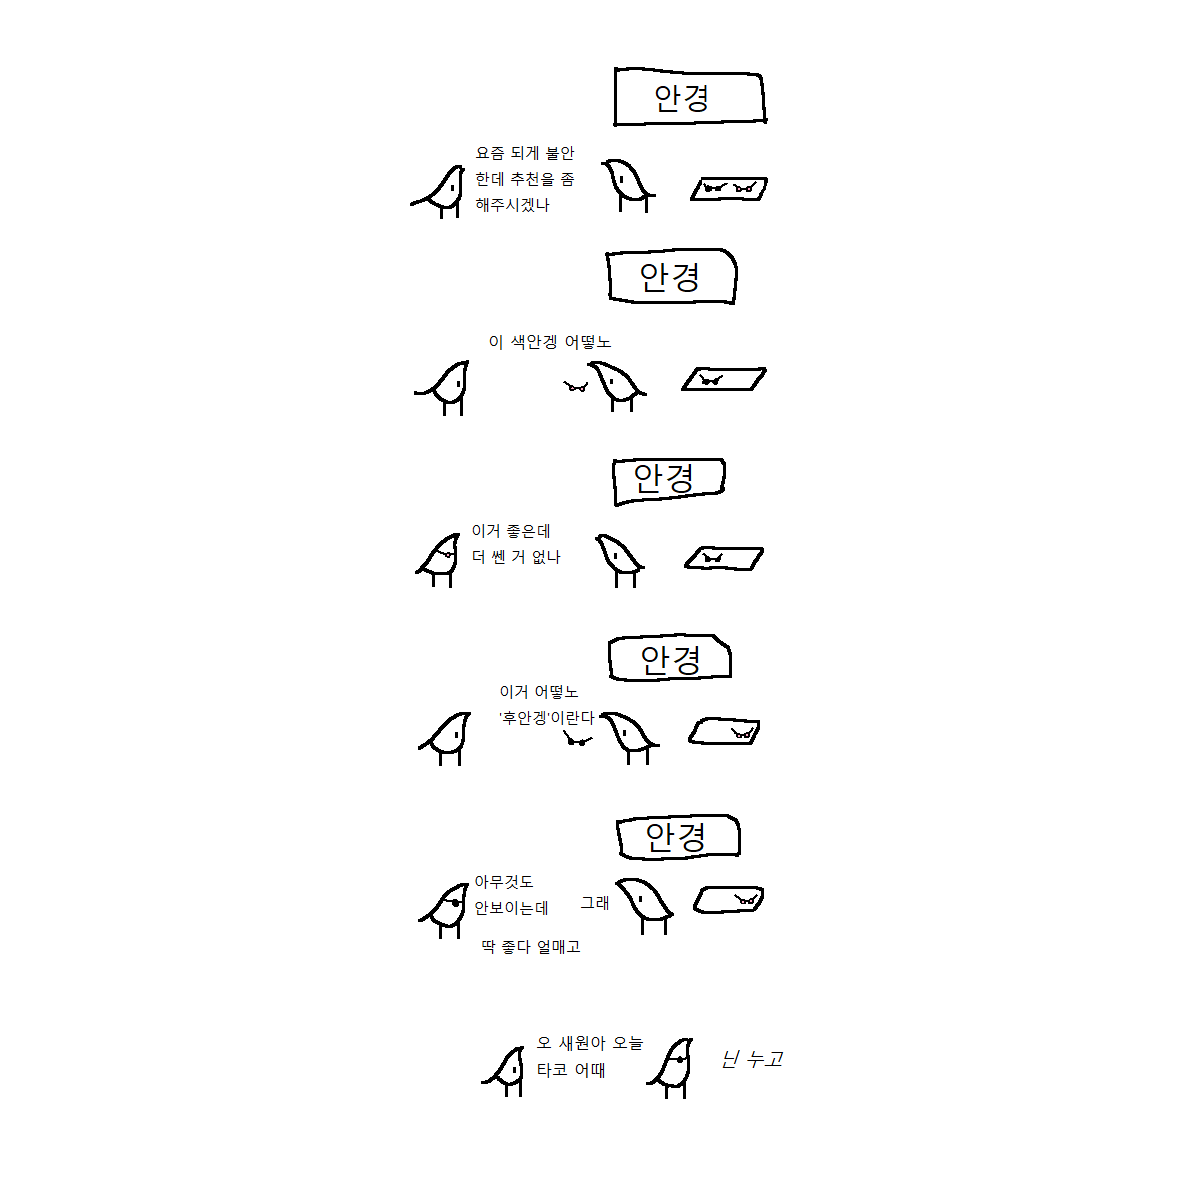 안경
요즘 되게 불안
한데 추천을 좀
해주시겠나
안경
이 색안겡 어떻노
안경
이거 좋은데
더 쎈 거 없나
안경
이거 어떻노
'후안겡'이란다
안경
아무것도
안보이는데
그래
딱 좋다 얼매고
오 새원아 오늘
타코 어때
닌 누고